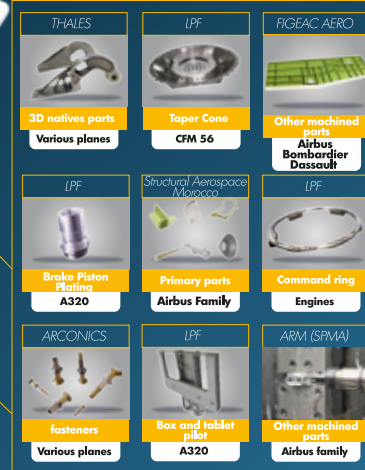 THALES
3D natives parts
Various planes
LPF
Taper Cone
CFM 56
FIGEAC AERO
Other machined
parts
Airbus
Bombardier
Dassault
LPF
Brake Piston
Plating
A320
Structural Aerospace
Morocco
Primary parts
Airbus Family
LPF
Command ring
Engines
ARCONICS
fasteners
Various planes
LPF
Box and tablet
pilot
A320
ARM (SPMA)
Other machined
parts
Airbus family